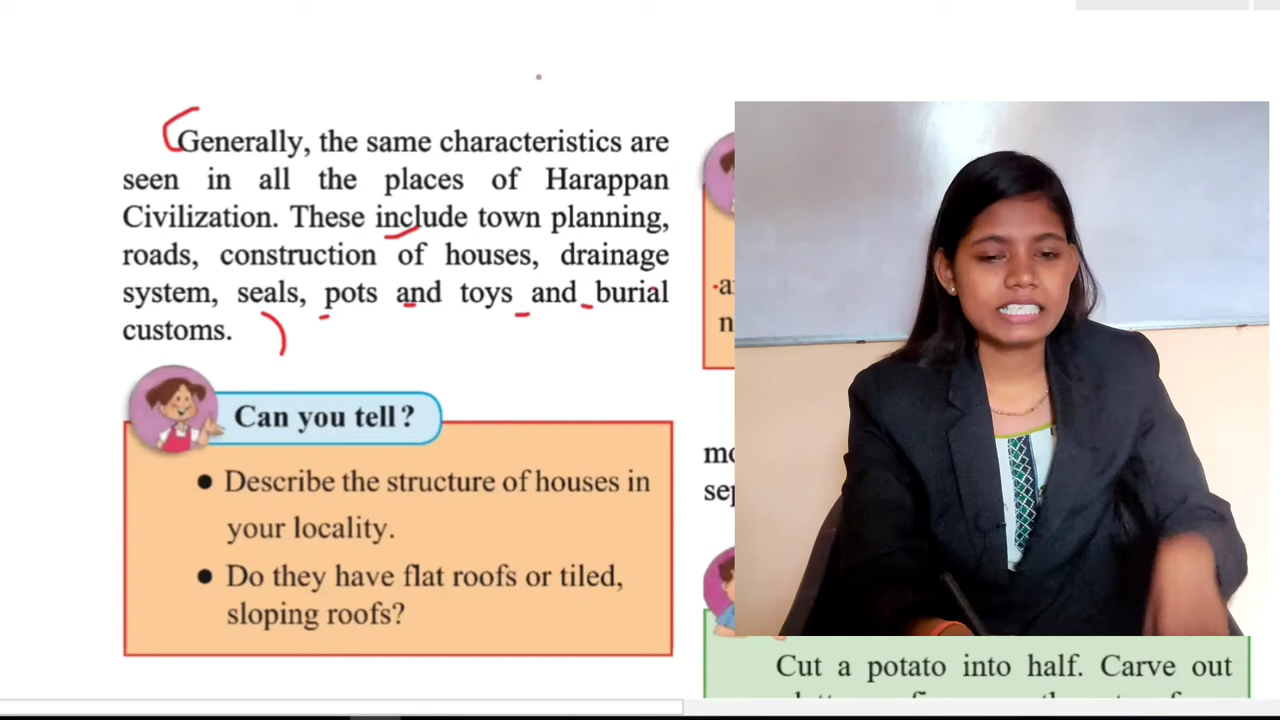 Generally, the same characteristics are
seen in all the places of Harappan
Civilization. These include town planning,
roads, construction of houses, drainage
system, seals, pots and toys and burial
customs.
Can you tell?
● Describe the structure of houses in
your locality.
● Do they have flat roofs or tiled,
sloping roofs?
Cut a potato into half. Carve out